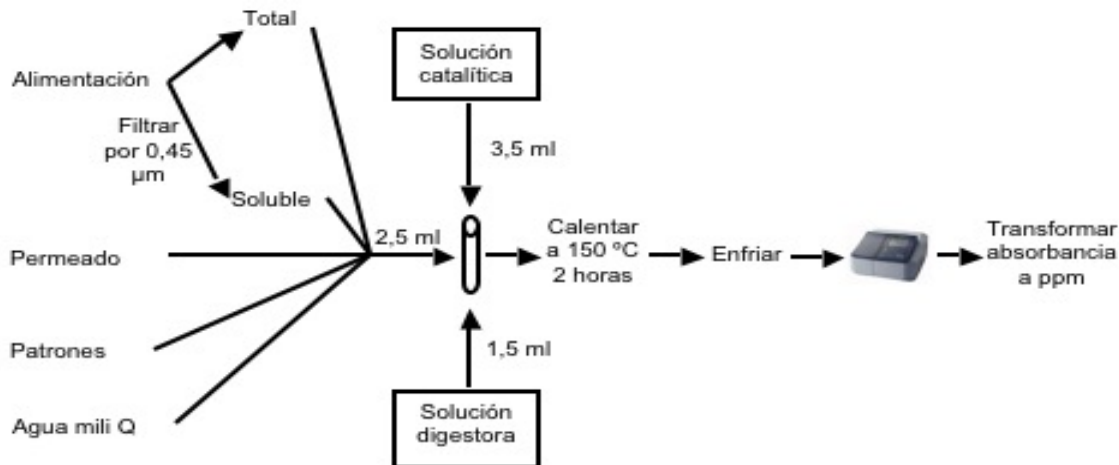 Total
Alimentación
Filtrar
por 0,45
µm
Soluble
Permeado
Patrones
Agua mili Q
2,5 ml
Solución
catalítica
3,5 ml
1,5 ml
Solución
digestora
Calentar
a 150 ºC
2 horas
Enfriar
Transformar
absorbancia
a ppm